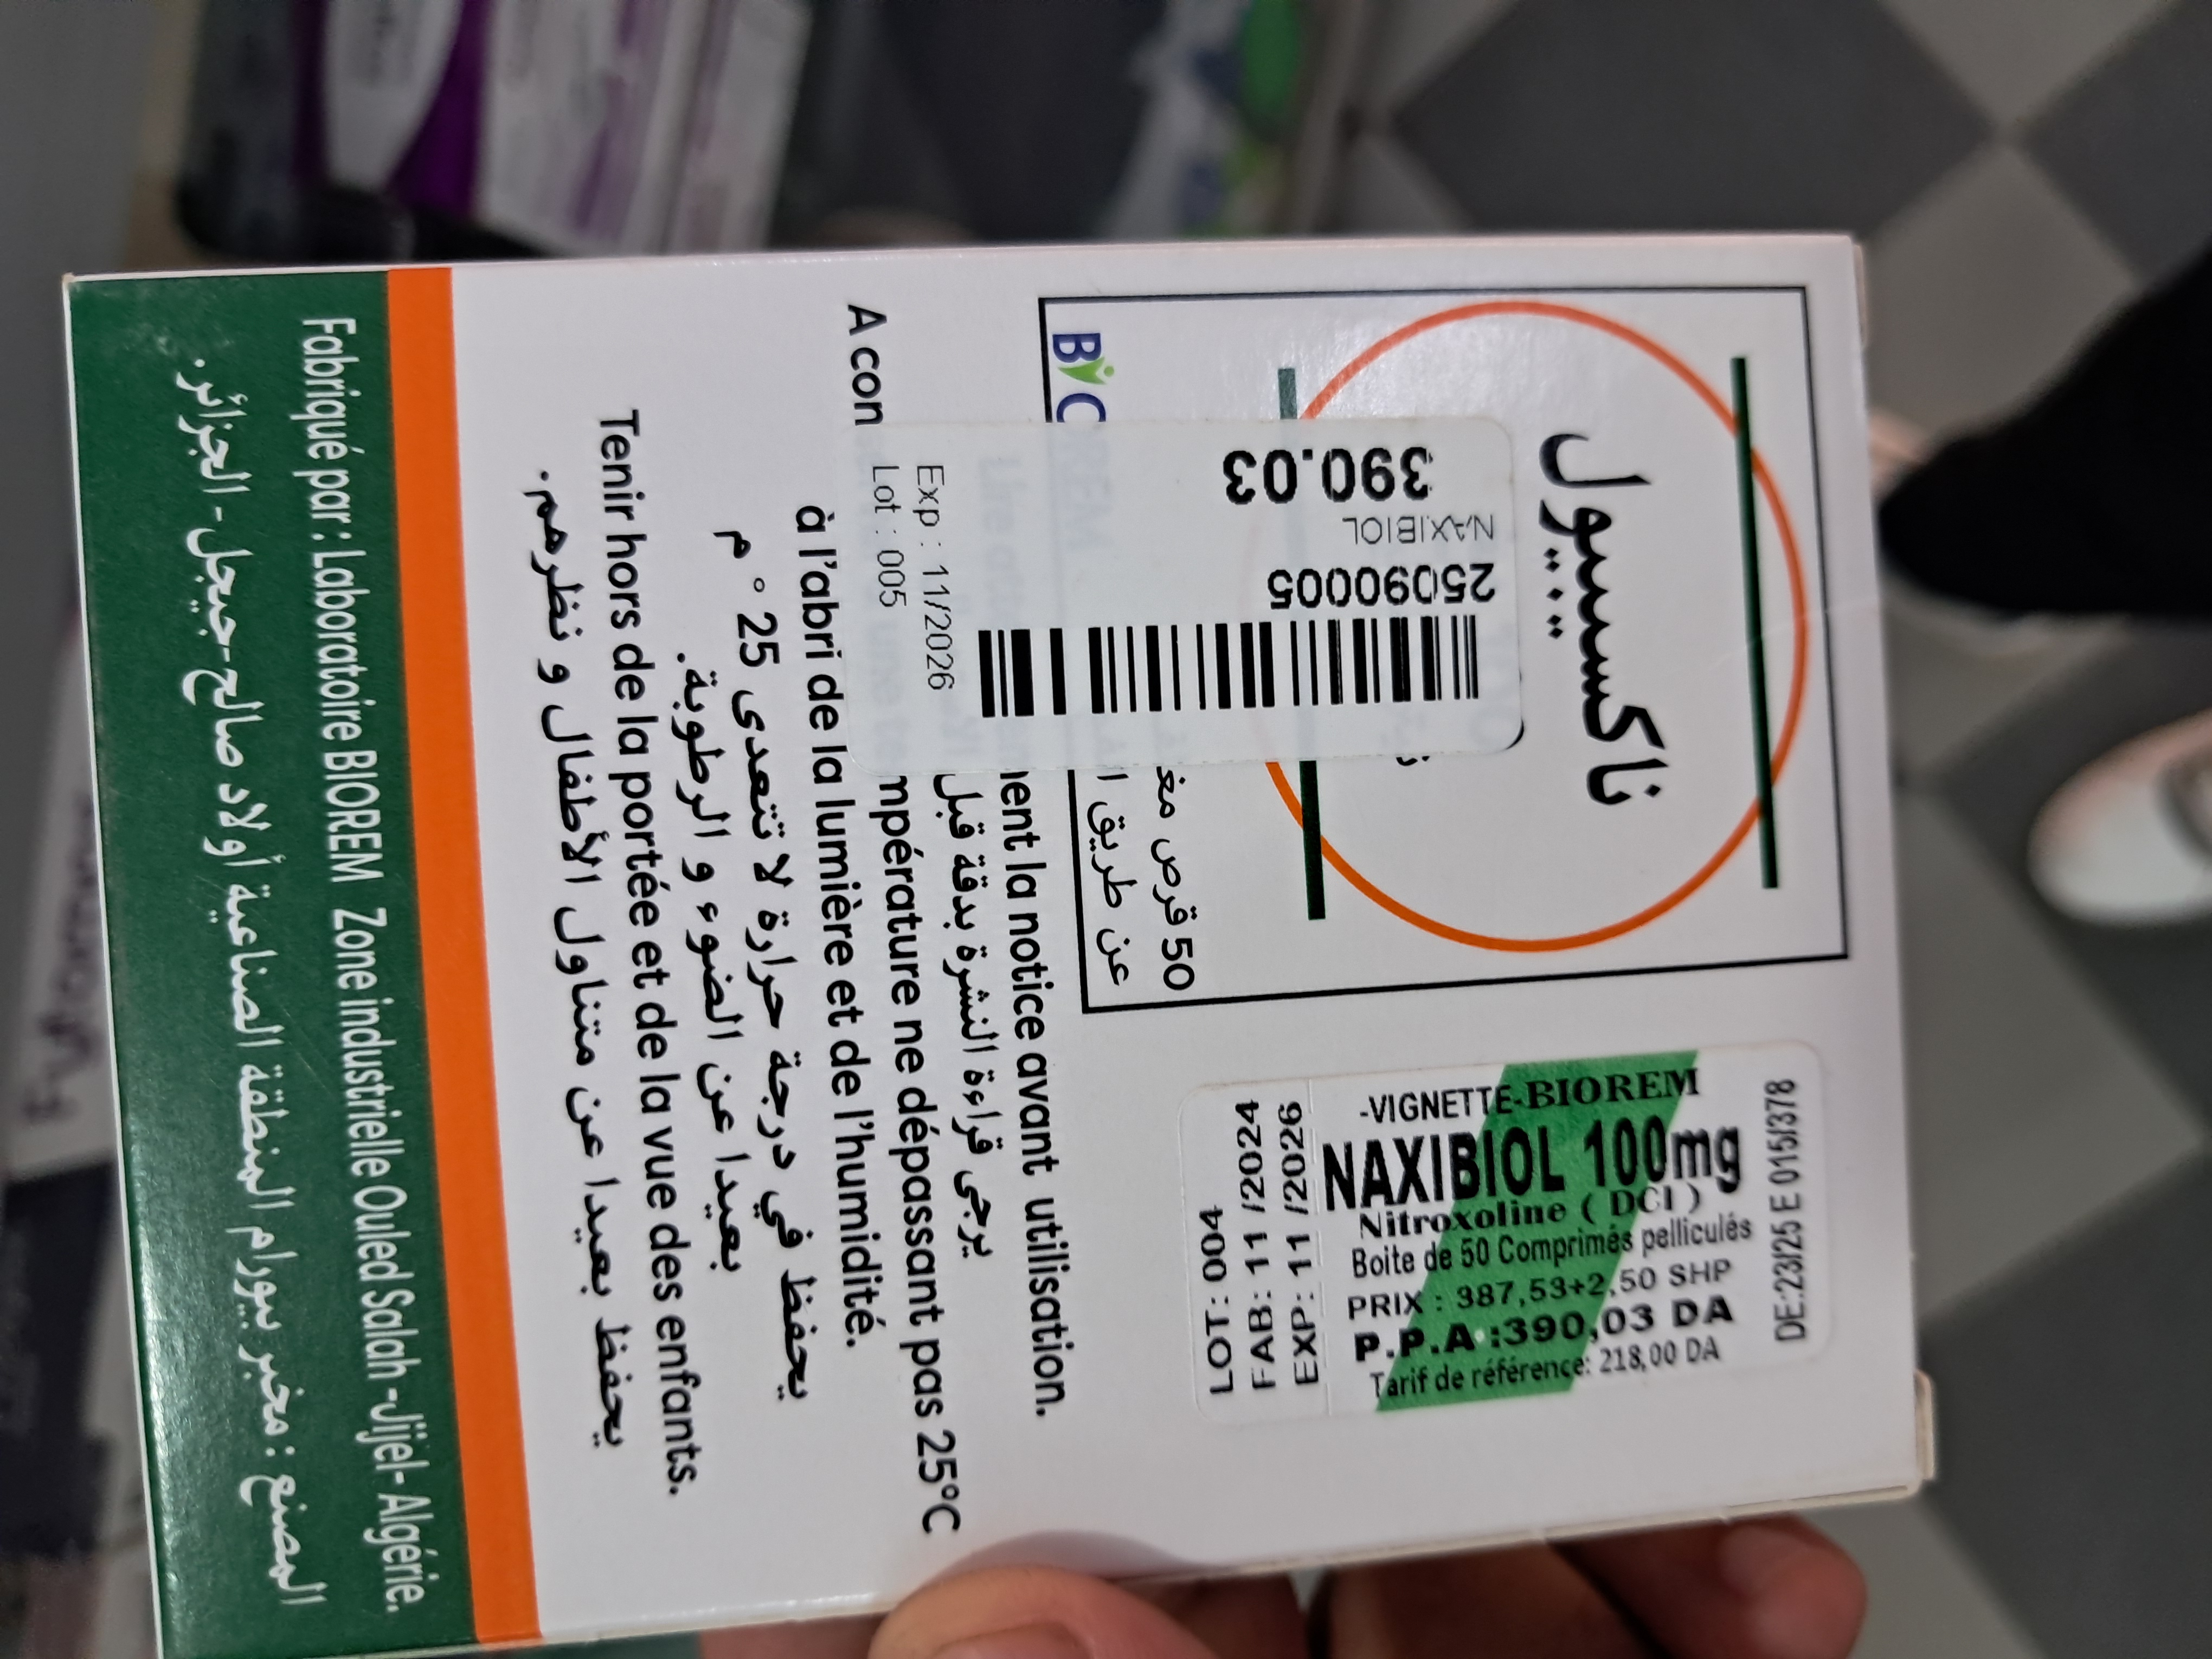 ناكسيبيول
50 قرص مغ
عن طريق ا
B C
390.03
NAXIBIOL
25090005
Exp : 11/2026
Lot : 005
-VIGNETTE-BIOREM
NAXIBIOL 100mg
Nitroxoline ( DCI )
Boite de 50 Comprimés pelliculés
PRIX : 387,53+2,50 SHP
P.P.A :390,03 DA
Tarif de référence: 218,00 DA
LOT : 004
FAB : 11 /2024
EXP : 11 /2026
DE:23/25 E 015/378
la notice avant utilisation.
يرجى قراءة النشرة بدقة قبل
A con mpérature ne dépassant pas 25°C
à l'abri de la lumière et de l'humidité.
يحفظ في درجة حرارة لا تتعدى 25 ° م
بعيدا عن الضوء و الرطوبة.
Tenir hors de la portée et de la vue des enfants.
يحفظ بعيدا عن متناول الأطفال و نظرهم.
Fabriqué par : Laboratoire BIOREM Zone industrielle Ouled Salah -Jijel- Algérie.
المصنع : مخبر بيورام المنطقة الصناعية أولاد صالح-جيجل- الجزائر.